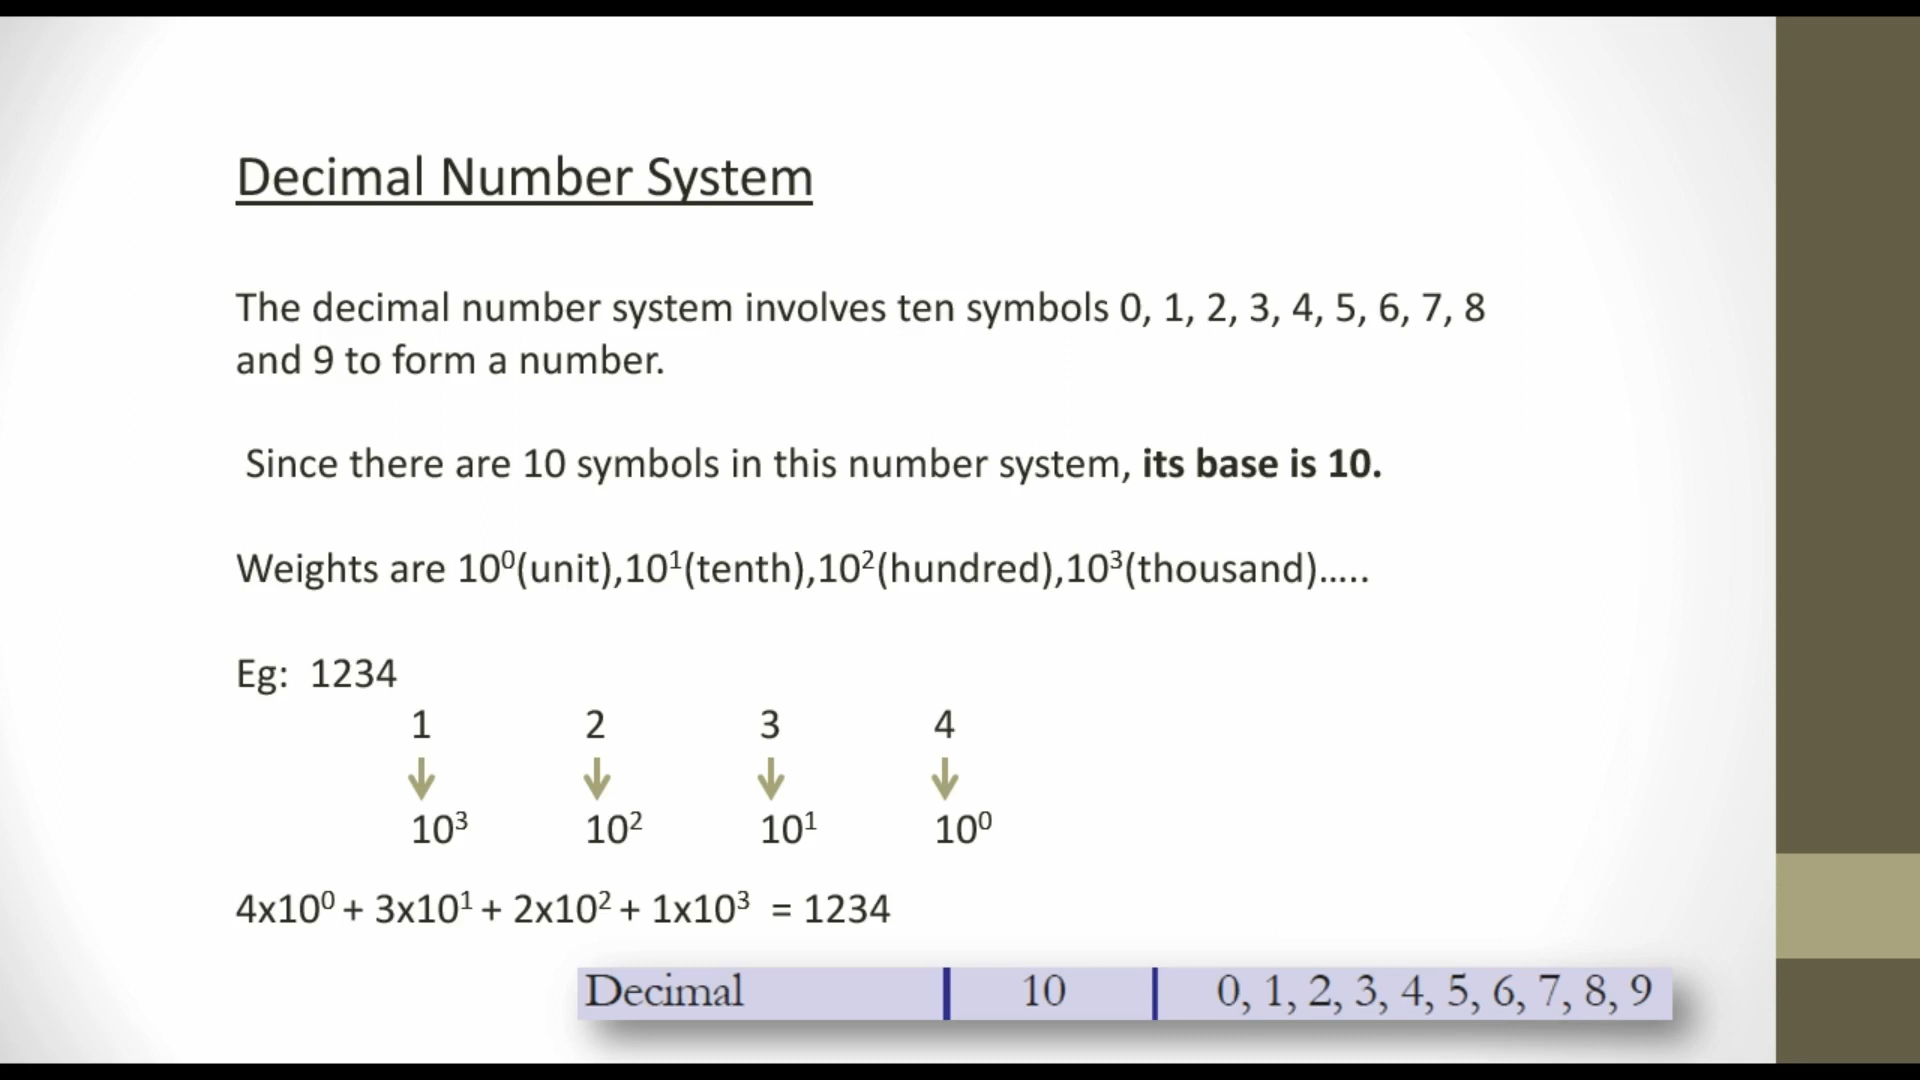 Decimal Number System
The decimal number system involves ten symbols 0, 1, 2, 3, 4, 5, 6, 7, 8
and 9 to form a number.
Since there are 10 symbols in this number system, its base is 10.
Weights are 10⁰(unit),10¹(tenth),10²(hundred),10³(thousand).....
Eg: 1234
1 2 3 4
10³ 10² 10¹ 10⁰
4x10⁰ + 3x10¹ + 2x10² + 1x10³ = 1234
Decimal 10 0, 1, 2, 3, 4, 5, 6, 7, 8, 9